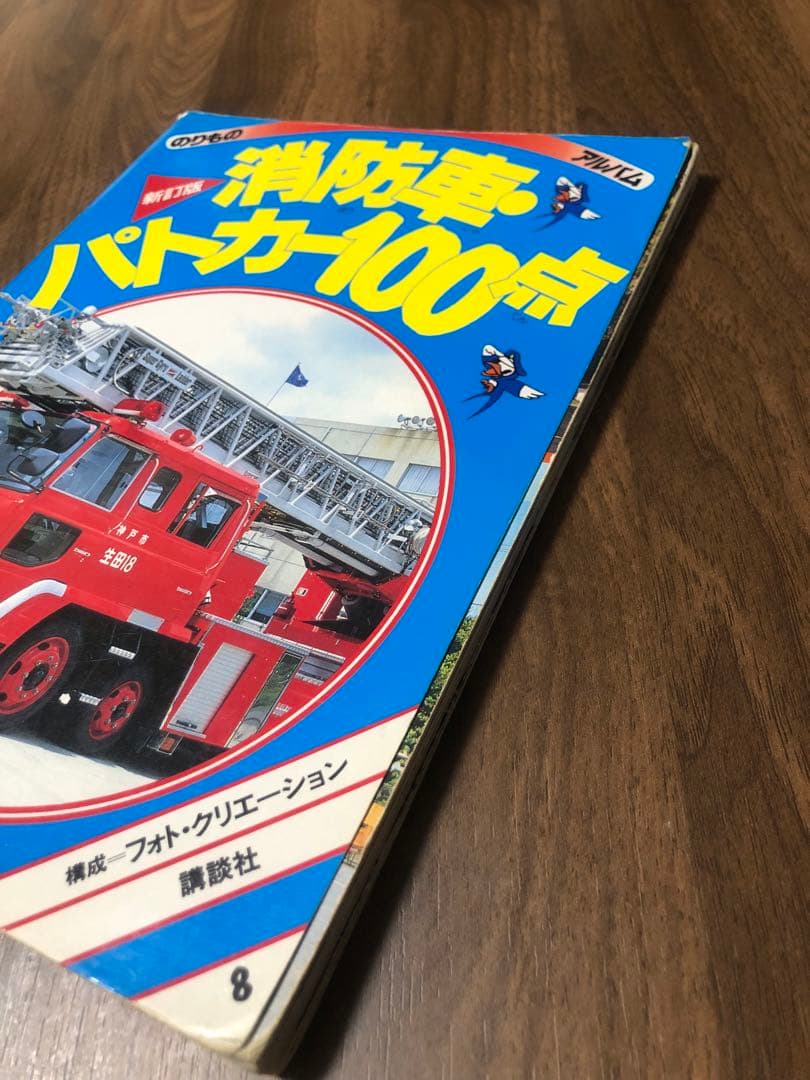 のりもの
アルバム
新訂版
消防車・
パトカー100点
神戸市
生田18
構成＝フォト・クリエーション
講談社
8